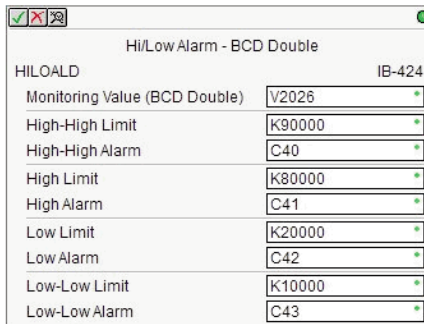 Hi/Low Alarm - BCD Double
HILOALD IB-424
Monitoring Value (BCD Double) V2026
High-High Limit K90000
High-High Alarm C40
High Limit K80000
High Alarm C41
Low Limit K20000
Low Alarm C42
Low-Low Limit K10000
Low-Low Alarm C43